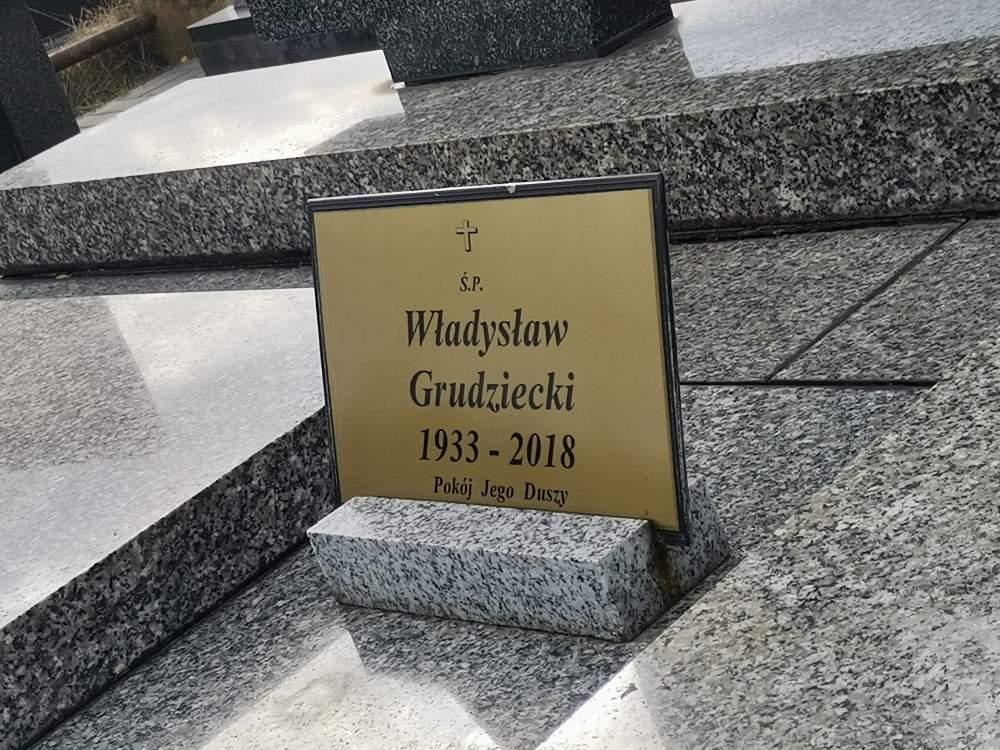 Ś.P.
Władysław
Grudziecki
1933 - 2018
Pokój Jego Duszy